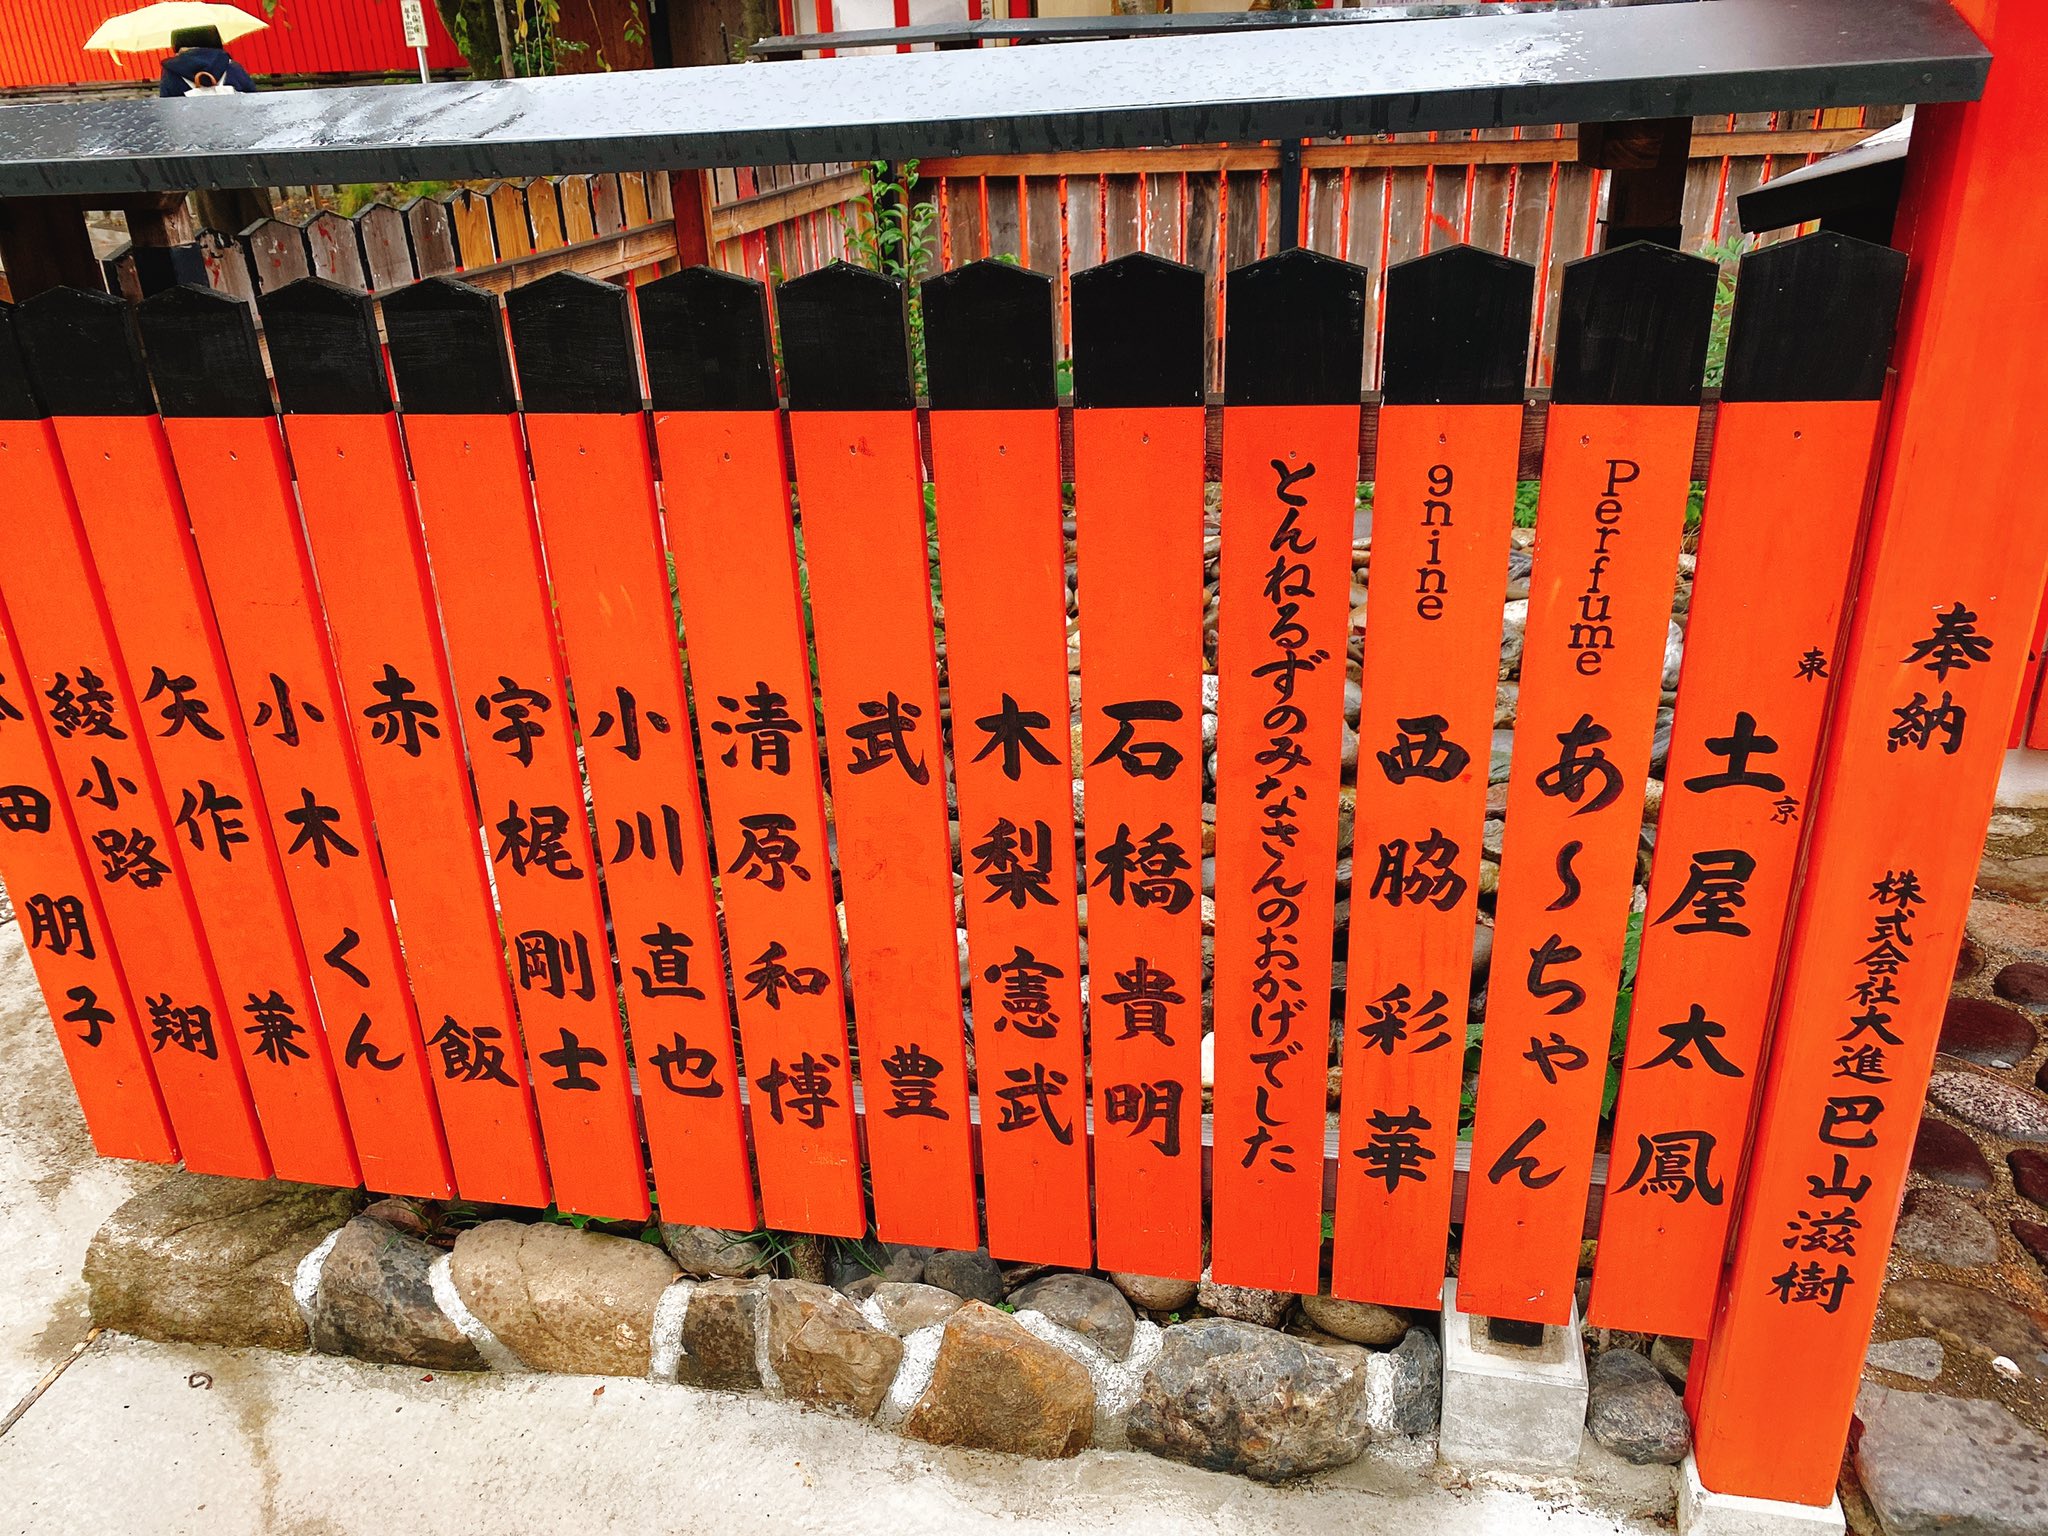 奉納 株式会社大進 巴山滋樹
東京 土屋太鳳
Perfume あ〜ちゃん
9nine 西脇彩華
とんねるずのみなさんのおかげでした
石橋貴明
木梨憲武
武豊
清原和博
小川直也
宇梶剛士
赤飯
小木くん
小兼
矢作翔
綾小路
田朋子